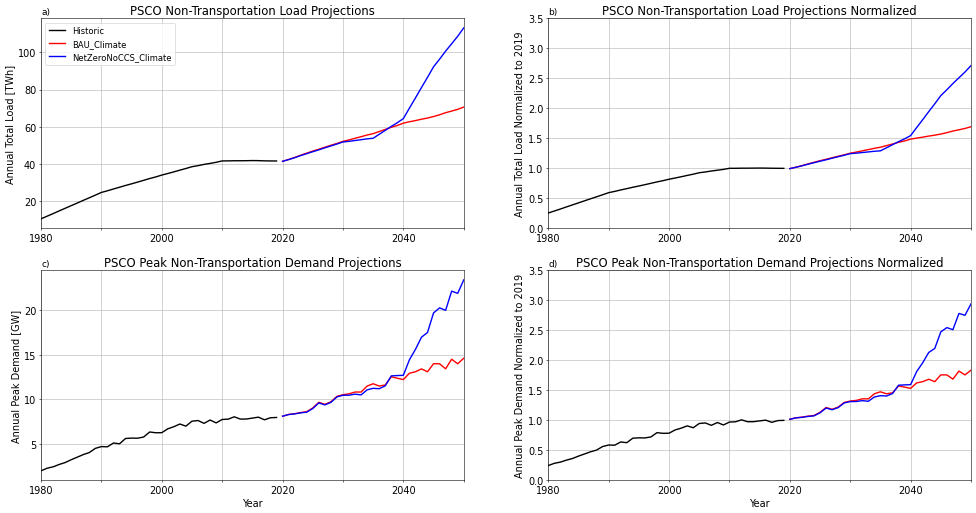 a)
PSCO Non-Transportation Load Projections
Historic
BAU_Climate
NetZeroNoCCS_Climate
Annual Total Load [TWh]
100
80
60
40
20
1980
2000
2020
2040
b)
PSCO Non-Transportation Load Projections Normalized
Annual Total Load Normalized to 2019
3.5
3.0
2.5
2.0
1.5
1.0
0.5
0.0
1980
2000
2020
2040
c)
PSCO Peak Non-Transportation Demand Projections
Annual Peak Demand [GW]
20
15
10
5
1980
2000
2020
2040
Year
d)
PSCO Peak Non-Transportation Demand Projections Normalized
Annual Peak Demand Normalized to 2019
3.5
3.0
2.5
2.0
1.5
1.0
0.5
0.0
1980
2000
2020
2040
Year